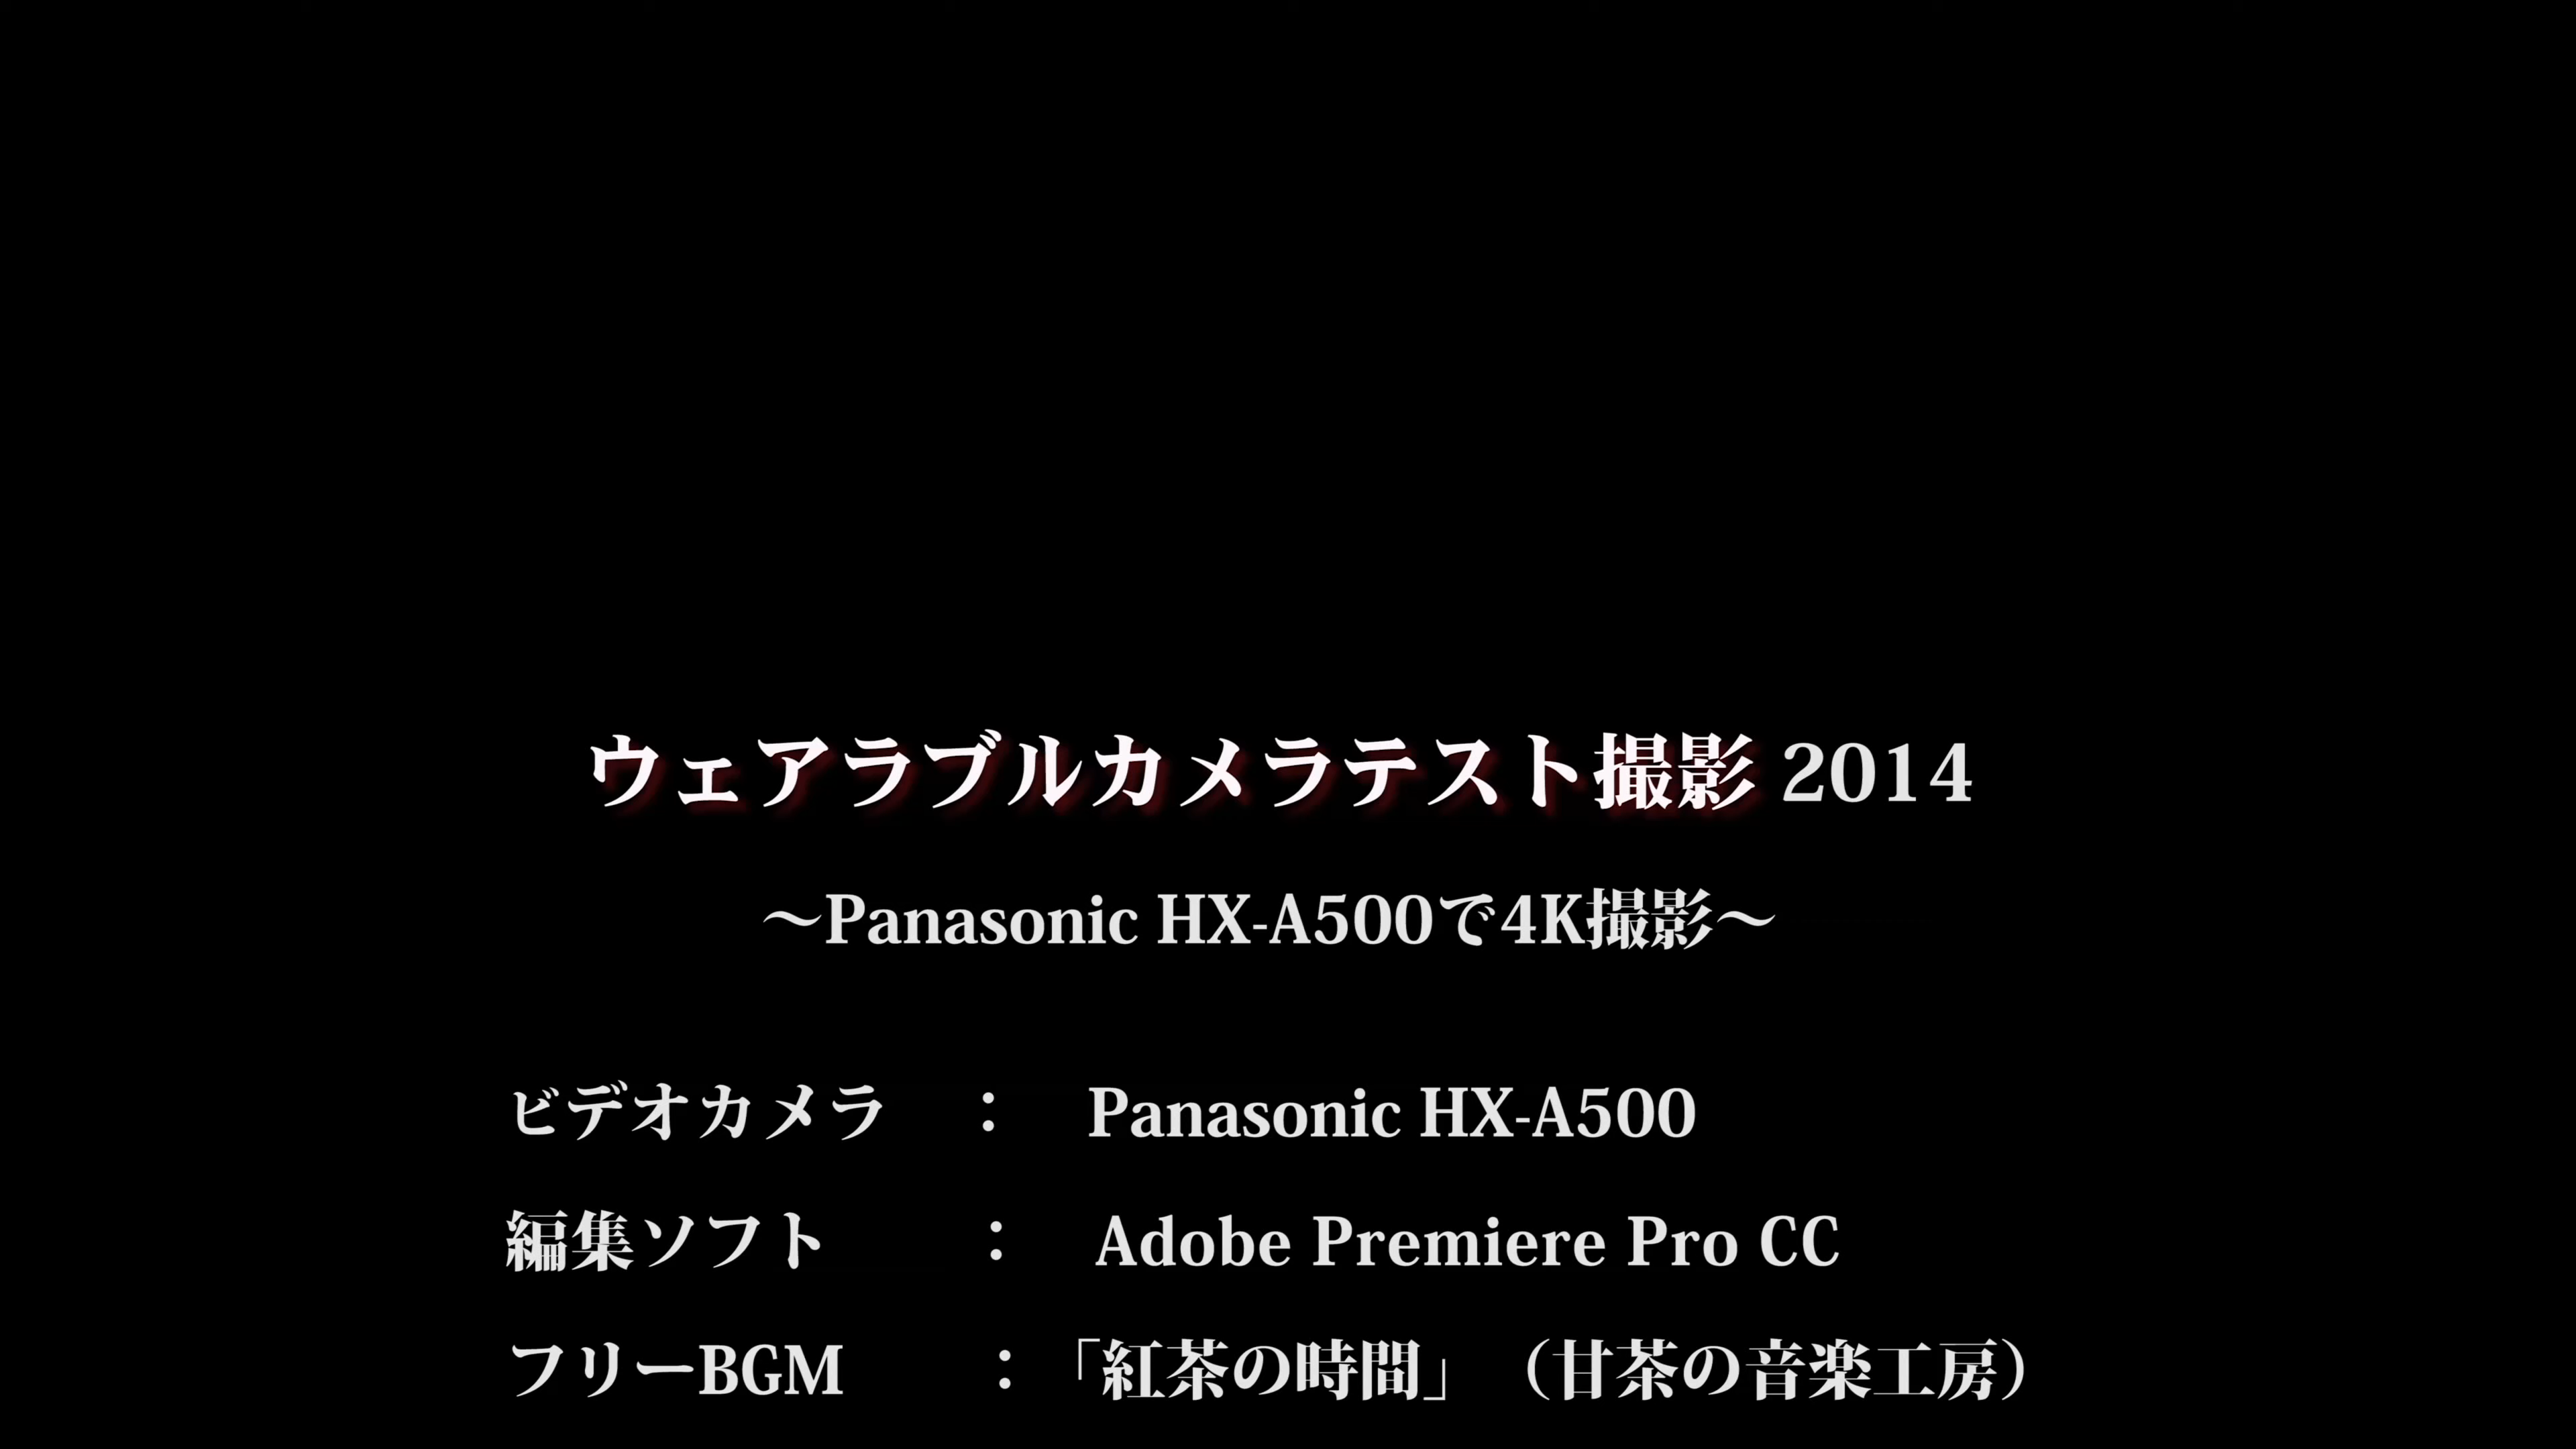 ウェアラブルカメラテスト撮影 2014
～Panasonic HX-A500で4K撮影～
ビデオカメラ　：　Panasonic HX-A500
編集ソフト　：　Adobe Premiere Pro CC
フリーBGM　：「紅茶の時間」（甘茶の音楽工房）